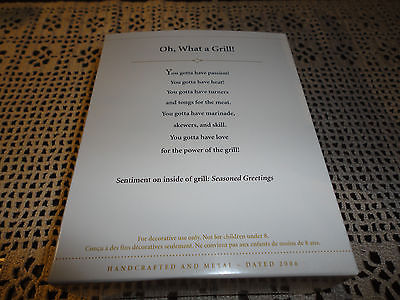 Oh, What a Grill!
You gotta have passion!
You gotta have heat!
You gotta have turners
and tongs for the meat.
You gotta have marinade,
skewers, and skill.
You gotta have love
for the power of the grill!
Sentiment on inside of grill: Seasoned Greetings
For decorative use only. Not for children under 8.
Conçu à des fins décoratives seulement. Ne convient pas aux enfants de moins de 8 ans.
HANDCRAFTED AND METAL - DATED 2006